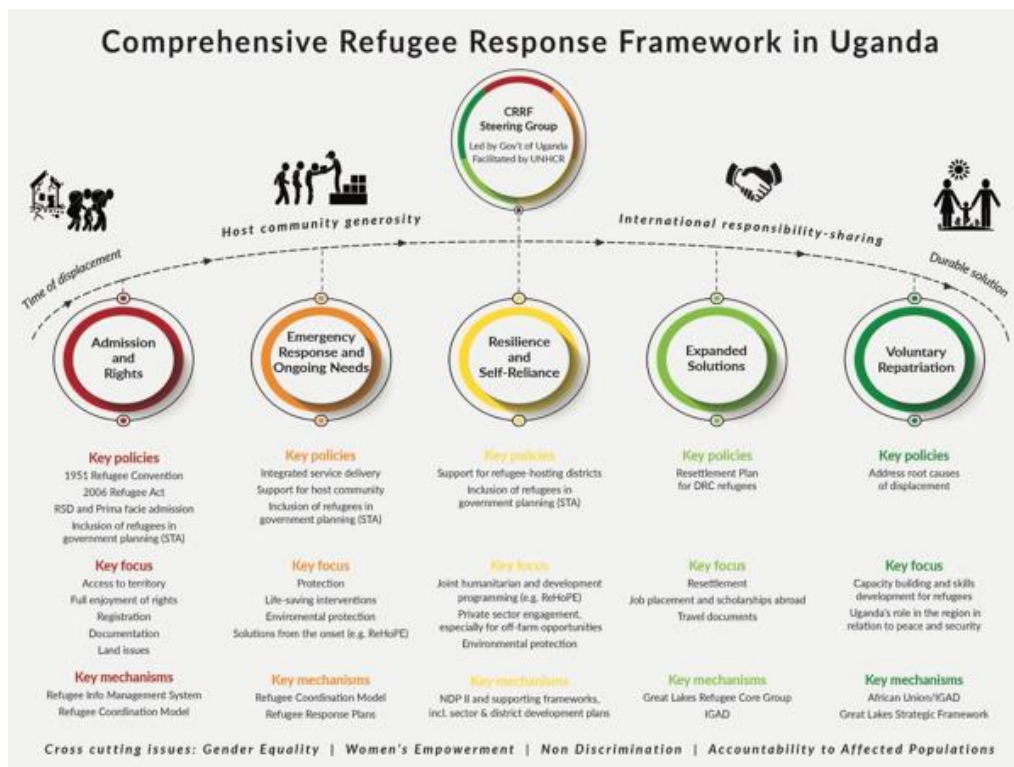 Comprehensive Refugee Response Framework in Uganda
CRRF
Steering Group
Led by Gov't of Uganda
Facilitated by UNHCR
Time of displacement
Host community generosity
International responsibility-sharing
Durable solution
Admission
and
Rights
Key policies
1951 Refugee Convention
2006 Refugee Act
RSD and Prima facie admission
Inclusion of refugees in
government planning (STA)
Key focus
Access to territory
Full enjoyment of rights
Registration
Documentation
Land issues
Key mechanisms
Refugee Info Management System
Refugee Coordination Model
Emergency
Response and
Ongoing Needs
Key policies
Integrated service delivery
Support for host community
Inclusion of refugees in
government planning (STA)
Key focus
Protection
Life-saving interventions
Enviromental protection
Solutions from the onset (e.g. ReHoPE)
Key mechanisms
Refugee Coordination Model
Refugee Response Plans
Resilience
and
Self-Reliance
Key policies
Support for refugee-hosting districts
Inclusion of refugees in
government planning (STA)
Key focus
Joint humanitarian and development
programming (e.g. ReHoPE)
Private sector engagement,
especially for off-farm opportunities
Environmental protection
Key mechanisms
NDP II and supporting frameworks,
incl. sector & district development plans
Expanded
Solutions
Key policies
Resettlement Plan
for DRC refugees
Key focus
Resettlement
Job placement and scholarships abroad
Travel documents
Key mechanisms
Great Lakes Refugee Core Group
IGAD
Voluntary
Repatriation
Key policies
Address root causes
of displacement
Key focus
Capacity building and skills
development for refugees
Uganda's role in the region in
relation to peace and security
Key mechanisms
African Union/IGAD
Great Lakes Strategic Framework
Cross cutting issues: Gender Equality | Women's Empowerment | Non Discrimination | Accountability to Affected Populations